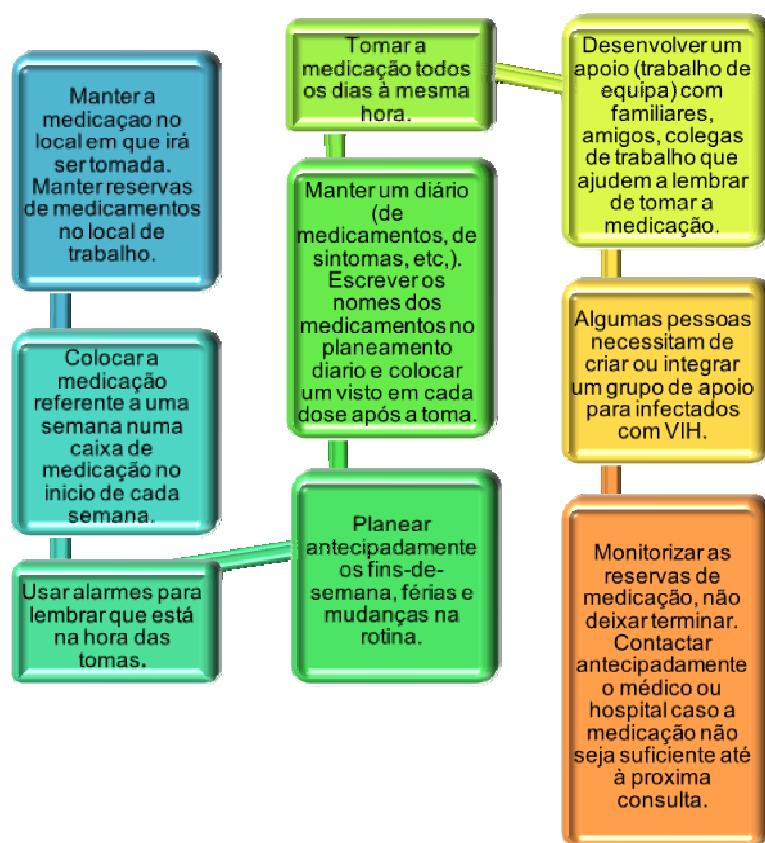 Manter a
medicaçao no
local em que irá
ser tomada.
Manter reservas
de medicamentos
no local de
trabalho.
Colocar a
medicação
referente a uma
semana numa
caixa de
medicação no
inicio de cada
semana.
Usar alarmes para
lembrar que está
na hora das
tomas.
Planear
antecipadamente
os fins-de-
semana, férias e
mudanças na
rotina.
Manter um diário
(de
medicamentos, de
sintomas, etc,).
Escrever os
nomes dos
medicamentos no
planeamento
diario e colocar
um visto em cada
dose após a toma.
Tomar a
medicação todos
os dias à mesma
hora.
Desenvolver um
apoio (trabalho de
equipa) com
familiares,
amigos, colegas
de trabalho que
ajudem a lembrar
de tomar a
medicação.
Algumas pessoas
necessitam de
criar ou integrar
um grupo de apoio
para infectados
com VIH.
Monitorizar as
reservas de
medicação, não
deixar terminar.
Contactar
antecipadamente
o médico ou
hospital caso a
medicação não
seja suficiente até
à proxima
consulta.